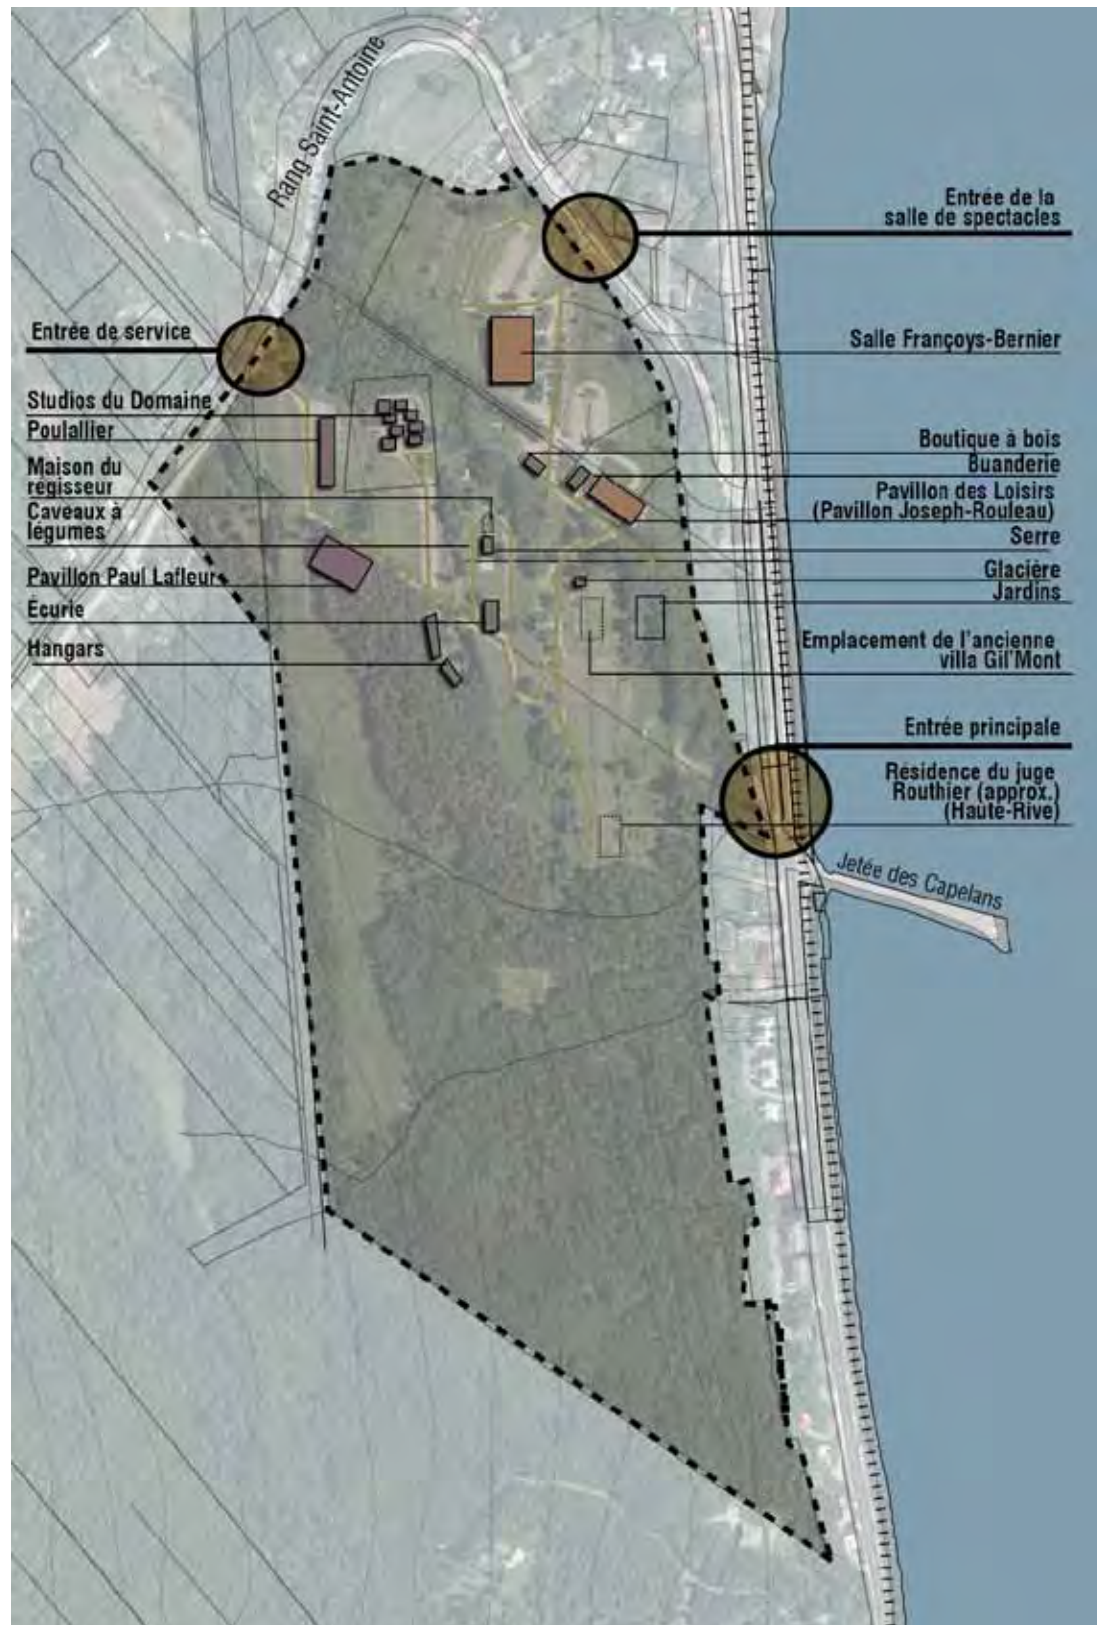 Rang Saint-Antoine
Entrée de la
salle de spectacles
Entrée de service
Salle Françoys-Bernier
Studios du Domaine
Poulallier
Maison du
régisseur
Caveaux à
légumes
Pavillon Paul Lafleur
Écurie
Hangars
Boutique à bois
Buanderie
Pavillon des Loisirs
(Pavillon Joseph-Rouleau)
Serre
Glacière
Jardins
Emplacement de l'ancienne
villa Gil'Mont
Entrée principale
Résidence du juge
Routhier (approx.)
(Haute-Rive)
Jetée des Capelans